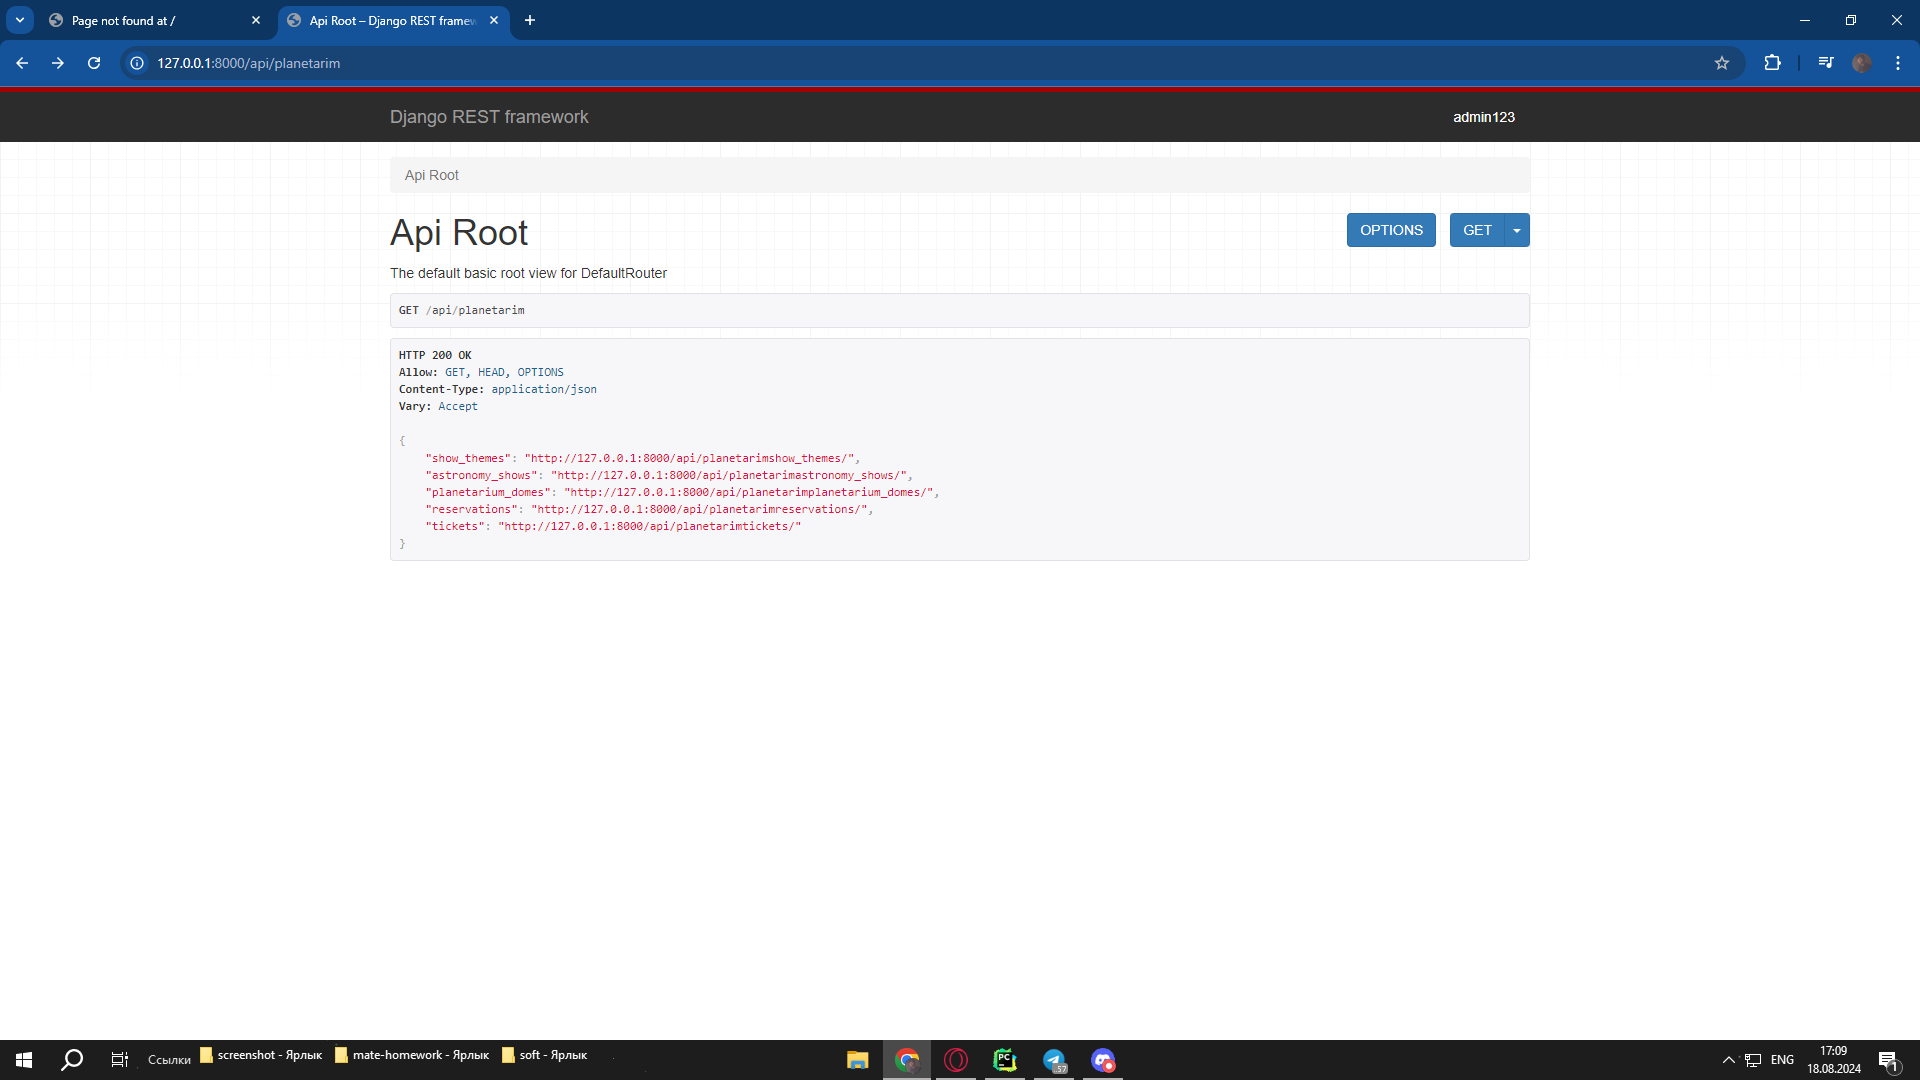 Page not found at /
Api Root – Django REST framew
127.0.0.1:8000/api/planetarim
Django REST framework
admin123
Api Root
Api Root
OPTIONS
GET
The default basic root view for DefaultRouter
GET /api/planetarim
HTTP 200 OK
Allow: GET, HEAD, OPTIONS
Content-Type: application/json
Vary: Accept
{
"show_themes": "http://127.0.0.1:8000/api/planetarimshow_themes/",
"astronomy_shows": "http://127.0.0.1:8000/api/planetarimastronomy_shows/",
"planetarium_domes": "http://127.0.0.1:8000/api/planetarimplanetarium_domes/",
"reservations": "http://127.0.0.1:8000/api/planetarimreservations/",
"tickets": "http://127.0.0.1:8000/api/planetarimtickets/"
}
Ссылки
screenshot - Ярлык
mate-homework - Ярлык
soft - Ярлык
PC
57
ENG
17:09
18.08.2024
1